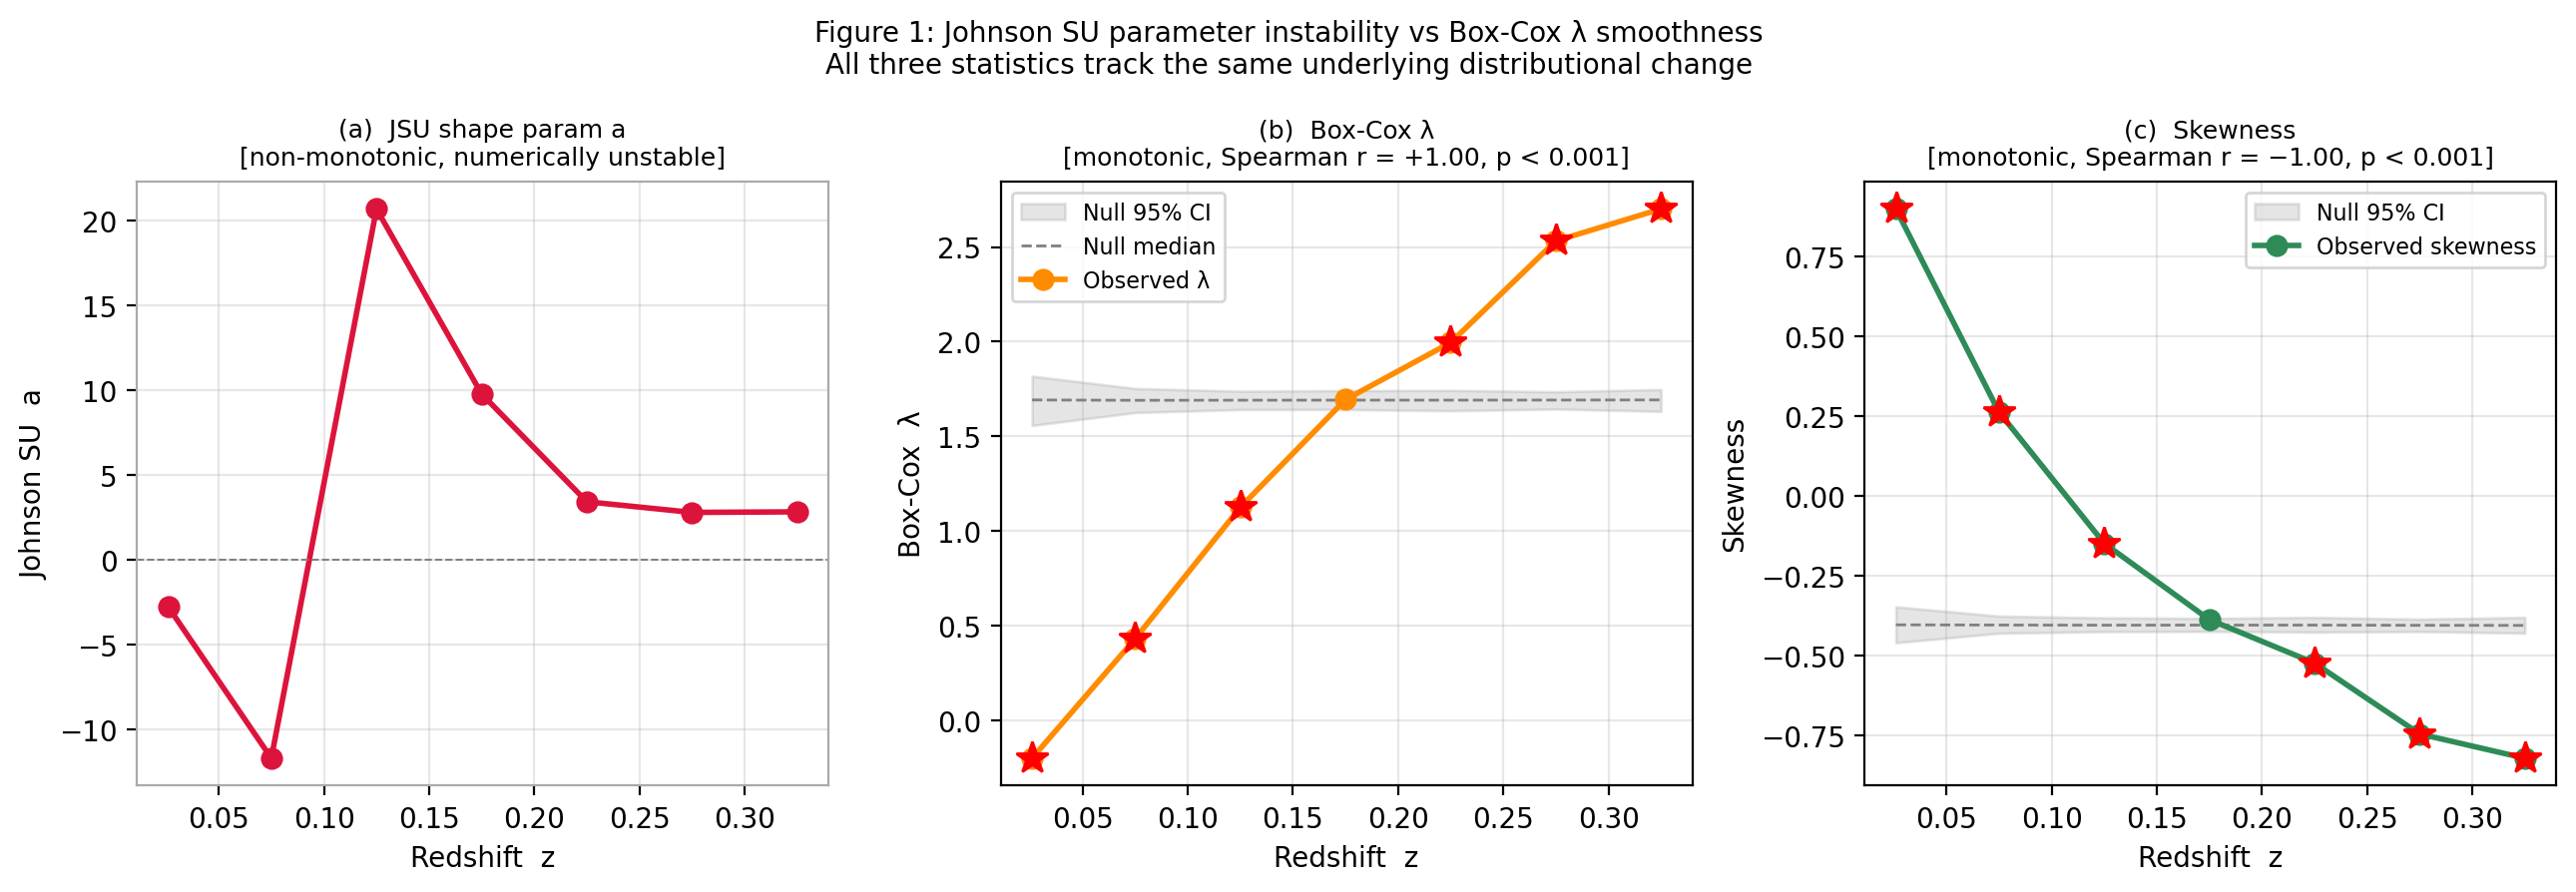 Figure 1: Johnson SU parameter instability vs Box-Cox λ smoothness
All three statistics track the same underlying distributional change
(a)  JSU shape param a
[non-monotonic, numerically unstable]
20
15
10
5
0
−5
−10
Johnson SU  a
0.05 0.10 0.15 0.20 0.25 0.30
Redshift  z
(b)  Box-Cox λ
[monotonic, Spearman r = +1.00, p < 0.001]
Null 95% CI
Null median
Observed λ
2.5
2.0
1.5
1.0
0.5
0.0
Box-Cox  λ
0.05 0.10 0.15 0.20 0.25 0.30
Redshift  z
(c)  Skewness
[monotonic, Spearman r = −1.00, p < 0.001]
Null 95% CI
Observed skewness
0.75
0.50
0.25
0.00
−0.25
−0.50
−0.75
Skewness
0.05 0.10 0.15 0.20 0.25 0.30
Redshift  z